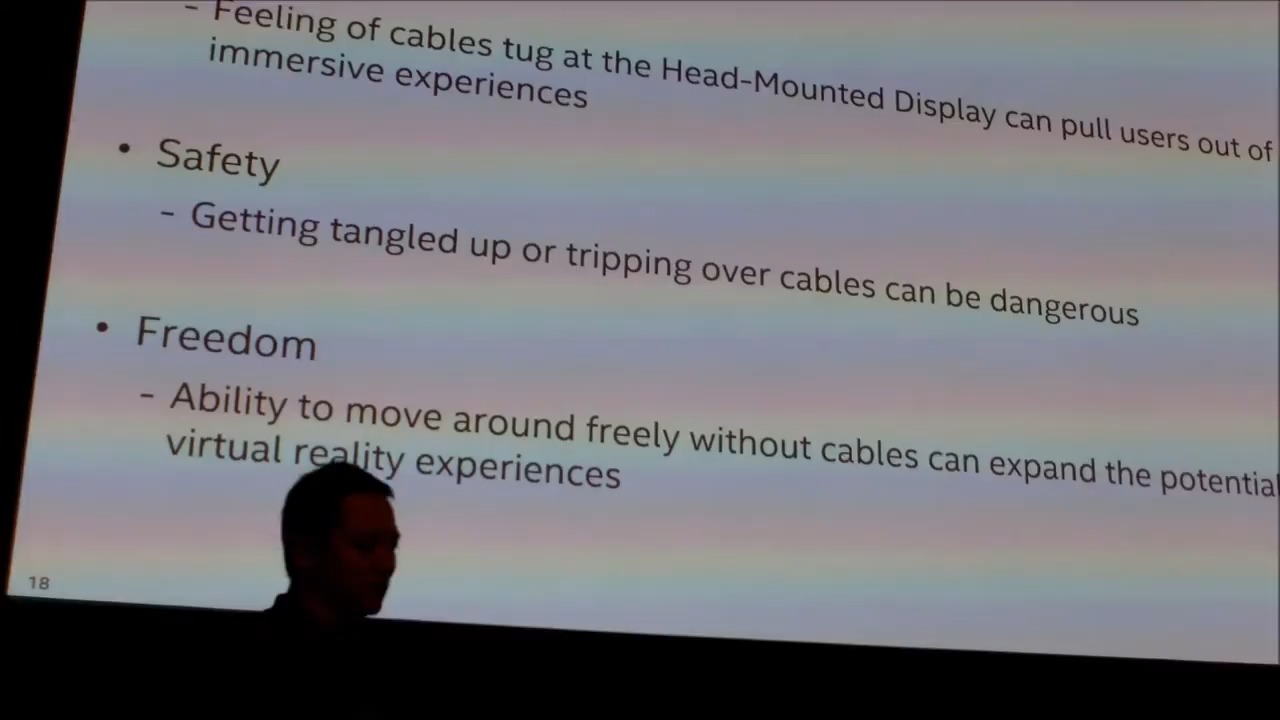 - Feeling of cables tug at the Head-Mounted Display can pull users out of
immersive experiences
• Safety
- Getting tangled up or tripping over cables can be dangerous
• Freedom
- Ability to move around freely without cables can expand the potential
virtual reality experiences
18